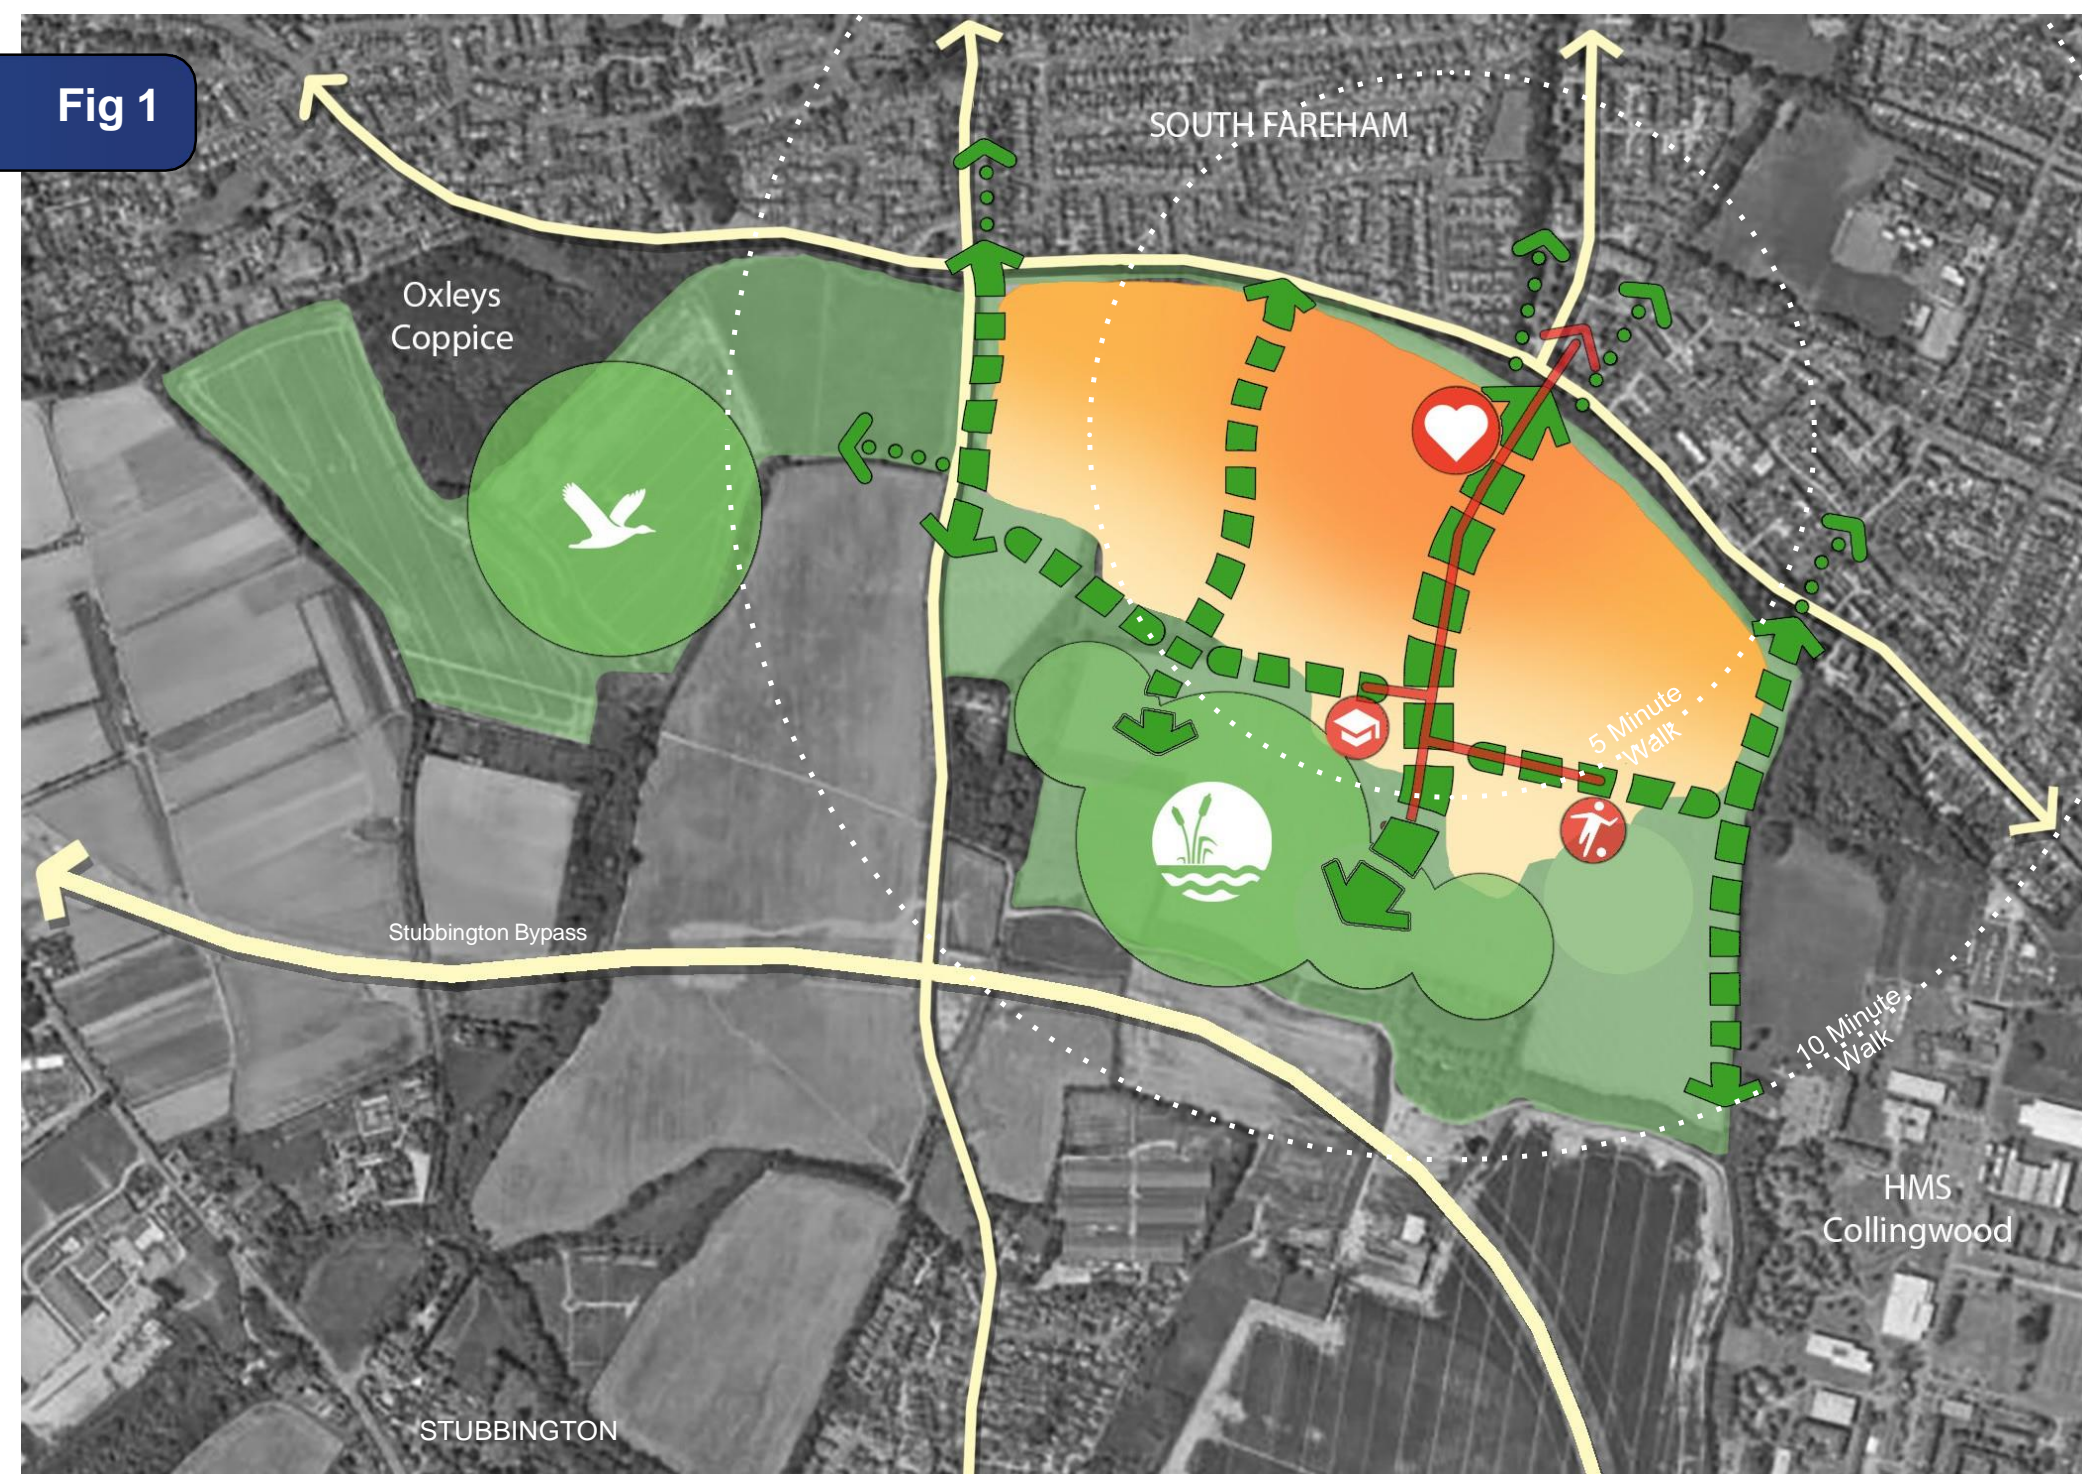 Fig 1
SOUTH FAREHAM
Oxleys
Coppice
5 Minute
Walk
Stubbington Bypass
10 Minute
Walk
HMS
Collingwood
STUBBINGTON